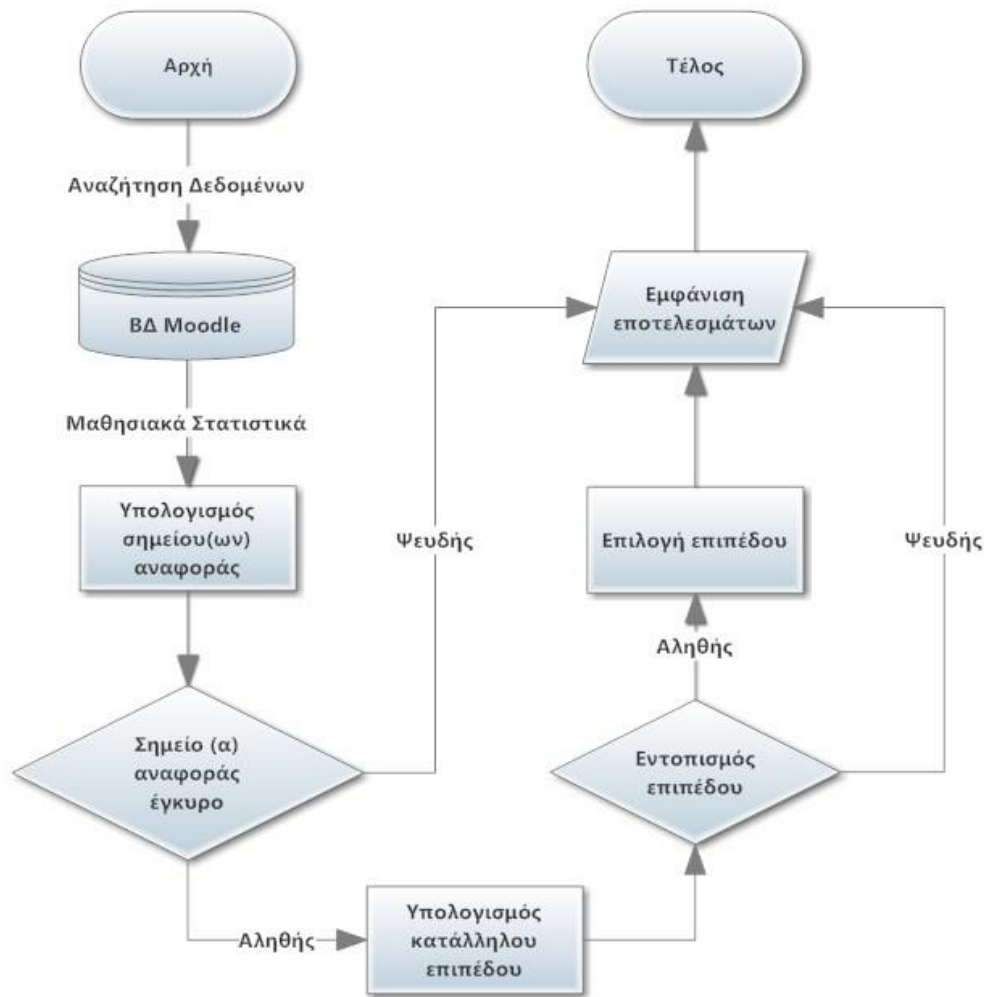 Αρχή
Αναζήτηση Δεδομένων
ΒΔ Moodle
Μαθησιακά Στατιστικά
Υπολογισμός
σημείου(ων)
αναφοράς
Σημείο (α)
αναφοράς
έγκυρο
Ψευδής
Αληθής
Υπολογισμός
κατάλληλου
επιπέδου
Εντοπισμός
επιπέδου
Αληθής
Ψευδής
Επιλογή επιπέδου
Εμφάνιση
εποτελεσμάτων
Τέλος